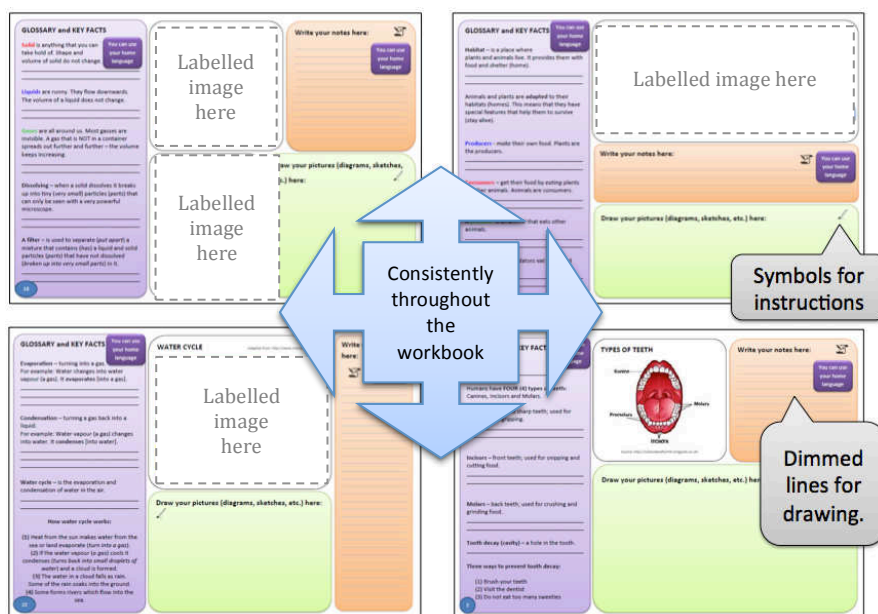 GLOSSARY and KEY FACTS
You can use
your home
language
Solid is anything that you can
take hold of. Shape and
volume of solid do not change.
Liquids are runny. They flow downwards.
The volume of a liquid does not change.
Gases are all around us. Most gasses are
invisible. A gas that is NOT in a container
spreads out further and further – the volume
keeps increasing.
Dissolving – when a solid dissolves it breaks
up into tiny (very small) particles (parts) that
can only be seen with a very powerful
microscope.
A filter – is used to separate (put apart) a
mixture that contains (has) a liquid and solid
particles (parts) that have not dissolved
(broken up into very small parts) in it.
Labelled
image
here
Labelled
image
here
Write your notes here:
You can use
your home
language
aw your pictures (diagrams, sketches,
c.) here:
GLOSSARY and KEY FACTS
You can use
your home
language
Habitat – is a place where
plants and animals live. It provides them with
food and shelter (home).
Animals and plants are adapted to their
habitats (homes). This means that they have
special features that help them to survive
(stay alive).
Producers - make their own food. Plants are
the producers.
Consumers – get their food by eating plants
animals. Animals are consumers.
that eats other
animals.
Labelled image here
Write your notes here:
You can use
your home
language
Draw your pictures (diagrams, sketches, etc.) here:
Symbols for
instructions
Consistently
throughout
the
workbook
GLOSSARY and KEY FACTS
You can use
your home
language
Evaporation – turning into a gas.
For example: Water changes into water
vapour (a gas). It evaporates (into a gas).
Condensation – turning a gas back into a
liquid.
For example: Water vapour (a gas) changes
into water. It condenses (into water).
Water cycle – is the evaporation and
condensation of water in the air.
How water cycle works:
(1) Heat from the sun makes water from the
sea or land evaporate (turn into a gas).
(2) If the water vapour (a gas) cools it
condenses (turns back into small droplets of
water) and a cloud is formed.
(3) The water in a cloud falls as rain.
Some of the rain soaks into the ground.
(4) Some forms rivers which flow into the
sea.
WATER CYCLE
Labelled
image
here
Write
here:
Draw your pictures (diagrams, sketches, etc.) here:
KEY FACTS
You can use
your home
language
Humans have FOUR (4) types of teeth:
Canines, Incisors and Molars.
sharp teeth; used for
Incisors – front teeth; used for snipping and
cutting food.
Molars – back teeth; used for crushing and
grinding food.
Tooth decay (cavity) – a hole in the tooth.
Three ways to prevent tooth decay:
(1) Brush your teeth
(2) Visit the dentist
(3) Do not eat too many sweeties
TYPES OF TEETH
Canine
Molars
Premolars
Incisors
Write your notes here:
You can use
your home
language
Draw your pictures (diagrams, sketches, etc.) her
Dimmed
lines for
drawing.